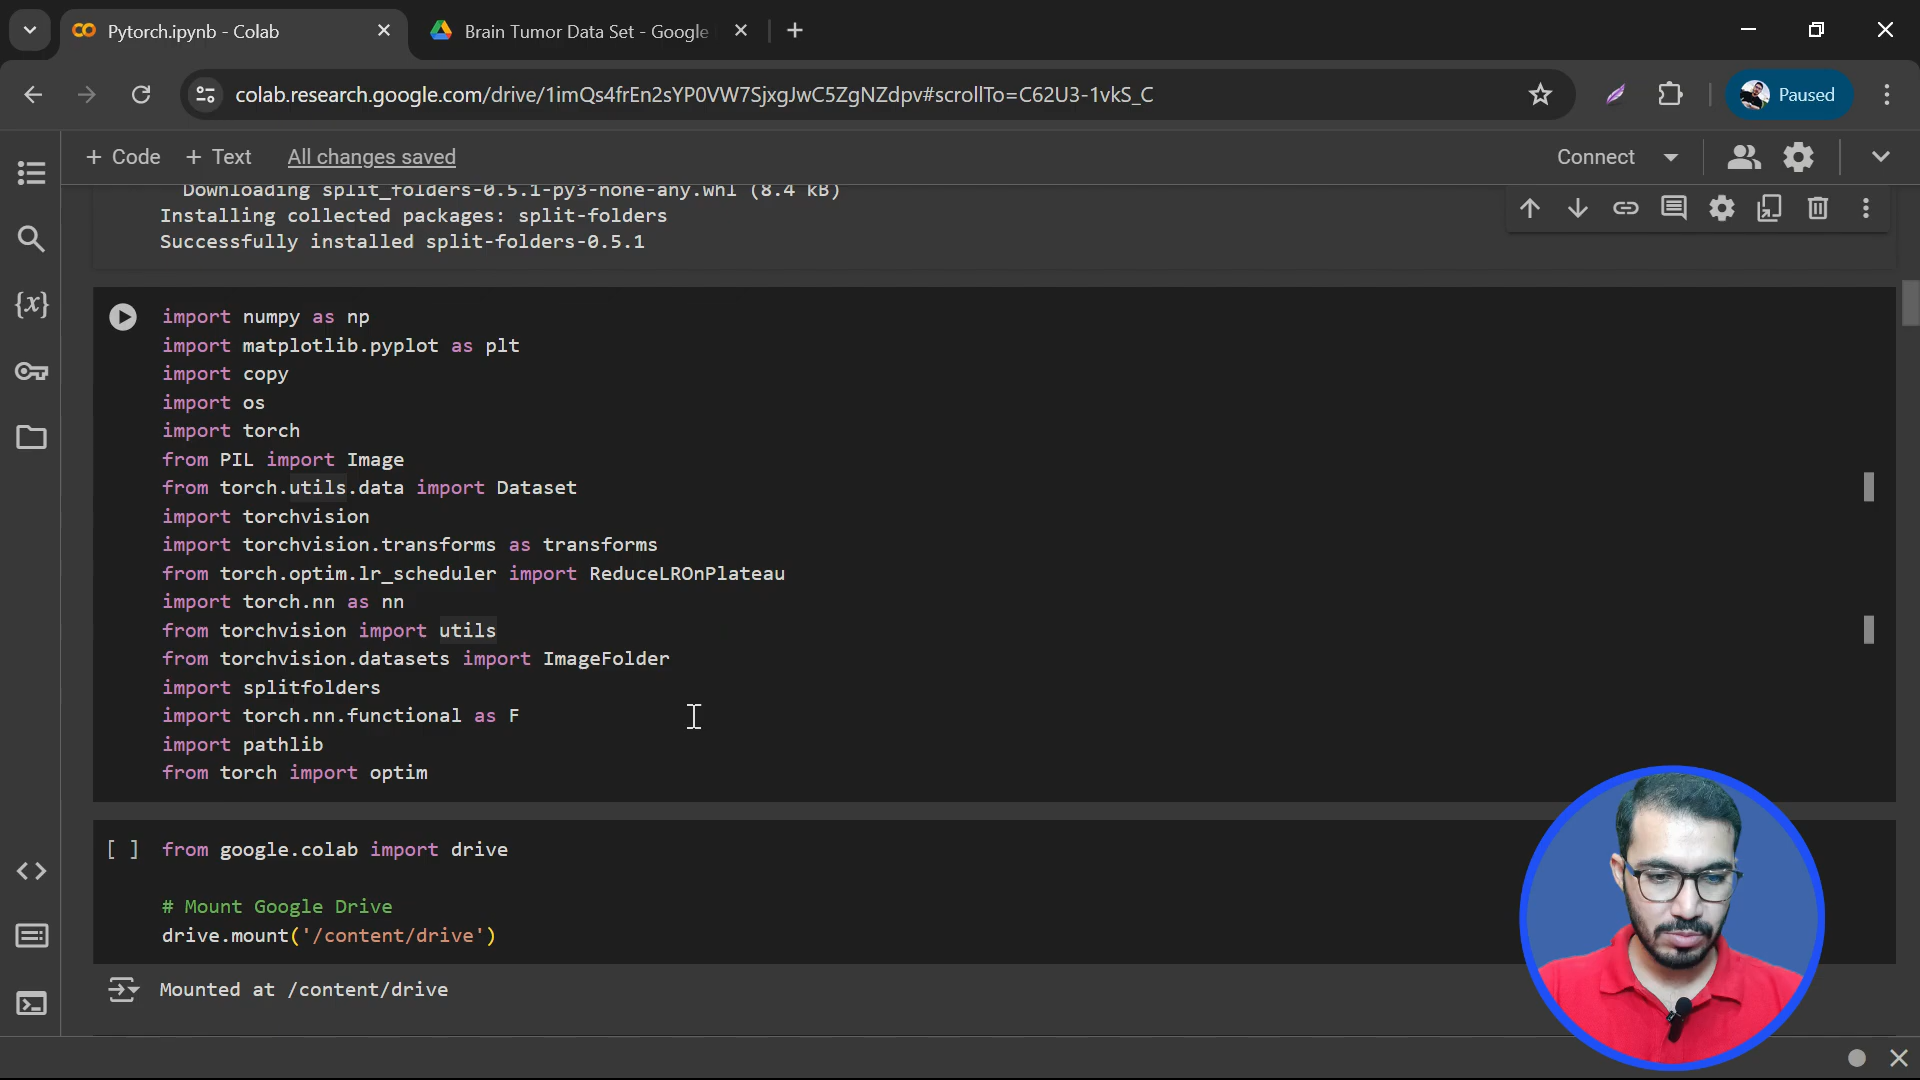 Pytorch.ipynb - Colab
Brain Tumor Data Set - Google
colab.research.google.com/drive/1imQs4frEn2sYP0VW7SjxgJwC5ZgNZdpv#scrollTo=C62U3-1vkS_C
Paused
+ Code + Text All changes saved
Connect
Downloading split_folders-0.5.1-py3-none-any.whl (8.4 kB)
Installing collected packages: split-folders
Successfully installed split-folders-0.5.1
import numpy as np
import matplotlib.pyplot as plt
import copy
import os
import torch
from PIL import Image
from torch.utils.data import Dataset
import torchvision
import torchvision.transforms as transforms
from torch.optim.lr_scheduler import ReduceLROnPlateau
import torch.nn as nn
from torchvision import utils
from torchvision.datasets import ImageFolder
import splitfolders
import torch.nn.functional as F
import pathlib
from torch import optim
[ ] from google.colab import drive
# Mount Google Drive
drive.mount('/content/drive')
Mounted at /content/drive